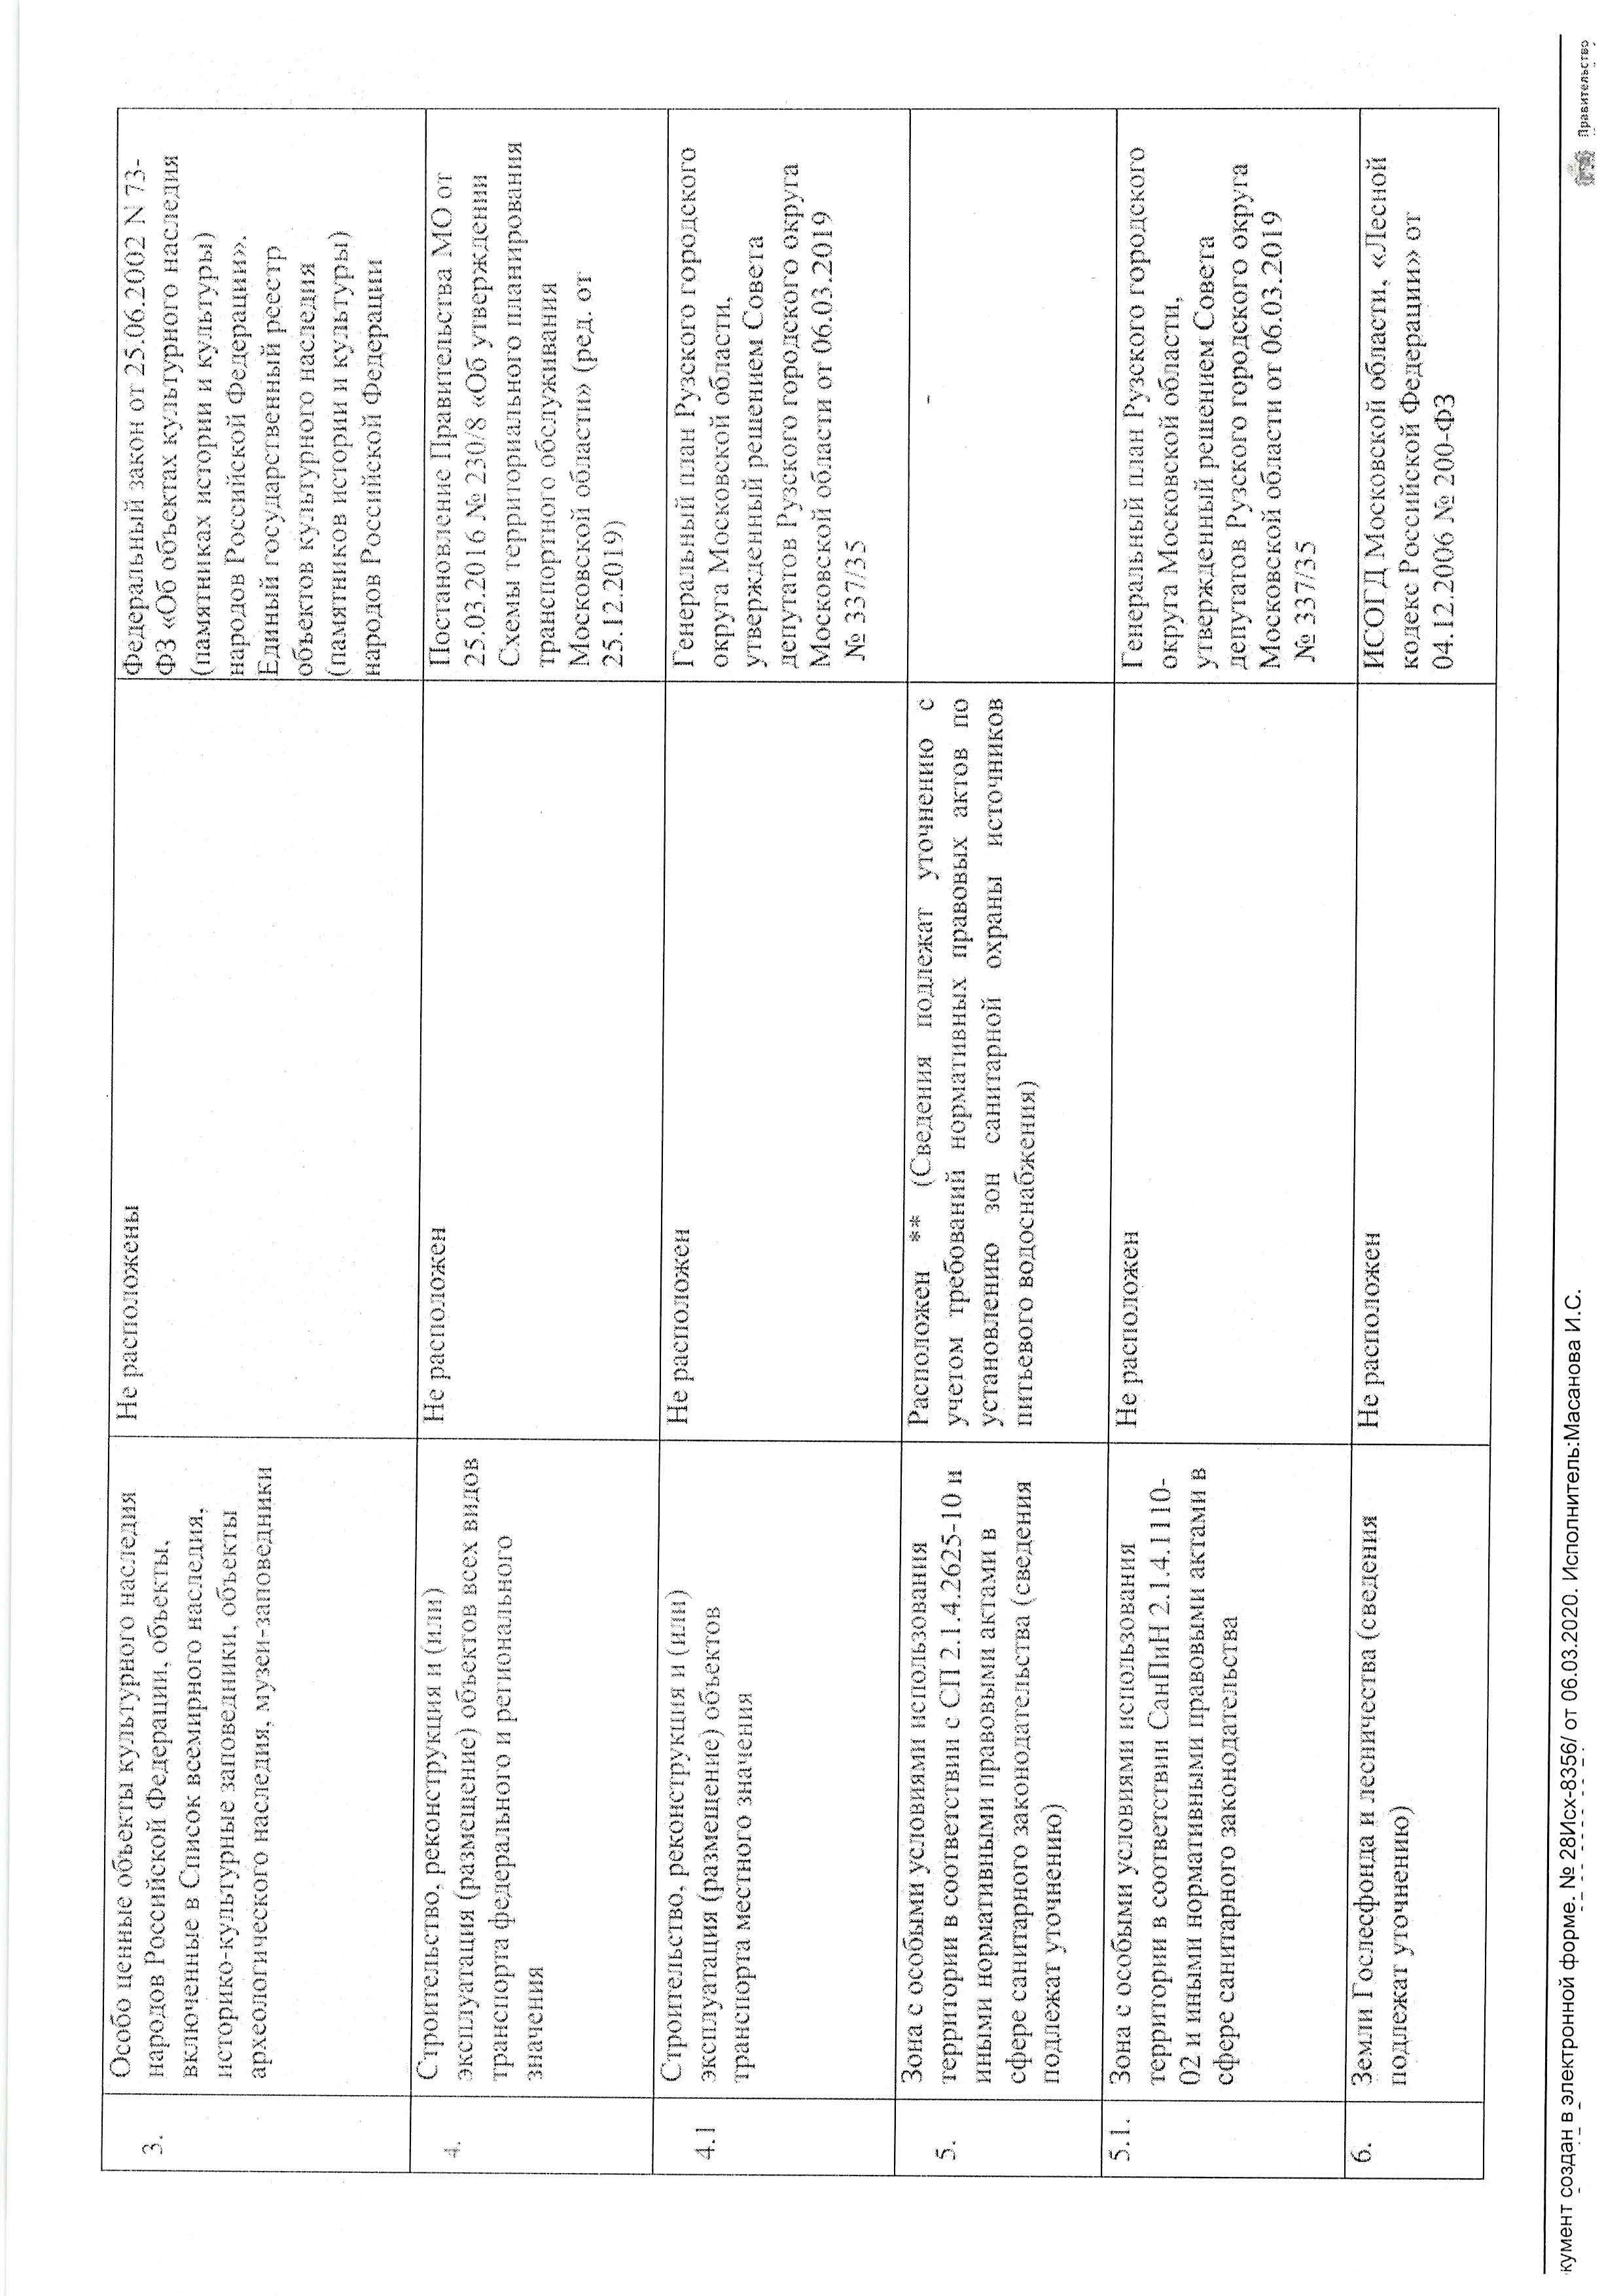 3.
Особо ценные объекты культурного наследия
народов Российской Федерации, объекты,
включенные в Список всемирного наследия,
историко-культурные заповедники, объекты
археологического наследия, музеи-заповедники
Не расположены
Федеральный закон от 25.06.2002 N 73-
ФЗ «Об объектах культурного наследия
(памятниках истории и культуры)
народов Российской Федерации».
Единый государственный реестр
объектов культурного наследия
(памятников истории и культуры)
народов Российской Федерации
4.
Строительство, реконструкция и (или)
эксплуатация (размещение) объектов всех видов
транспорта федерального и регионального
значения
Не расположен
Постановление Правительства МО от
25.03.2016 № 230/8 «Об утверждении
Схемы территориального планирования
транспортного обслуживания
Московской области» (ред. от
25.12.2019)
4.1
Строительство, реконструкция и (или)
эксплуатация (размещение) объектов
транспорта местного значения
Не расположен
Генеральный план Рузского городского
округа Московской области,
утвержденный решением Совета
депутатов Рузского городского округа
Московской области от 06.03.2019
№ 337/35
5.
Зона с особыми условиями использования
территории в соответствии с СП 2.1.4.2625-10 и
иными нормативными правовыми актами в
сфере санитарного законодательства (сведения
подлежат уточнению)
Расположен ** (Сведения подлежат уточнению с
учетом требований нормативных правовых актов по
установлению зон санитарной охраны источников
питьевого водоснабжения)
-
5.1.
Зона с особыми условиями использования
территории в соответствии СанПиН 2.1.4.1110-
02 и иными нормативными правовыми актами в
сфере санитарного законодательства
Не расположен
Генеральный план Рузского городского
округа Московской области,
утвержденный решением Совета
депутатов Рузского городского округа
Московской области от 06.03.2019
№ 337/35
6.
Земли Гослесфонда и лесничества (сведения
подлежат уточнению)
Не расположен
ИСОГД Московской области, «Лесной
кодекс Российской Федерации» от
04.12.2006 № 200-ФЗ
кумент создан в электронной форме. № 28Исх-8356/ от 06.03.2020. Исполнитель:Масанова И.С.
Правительство